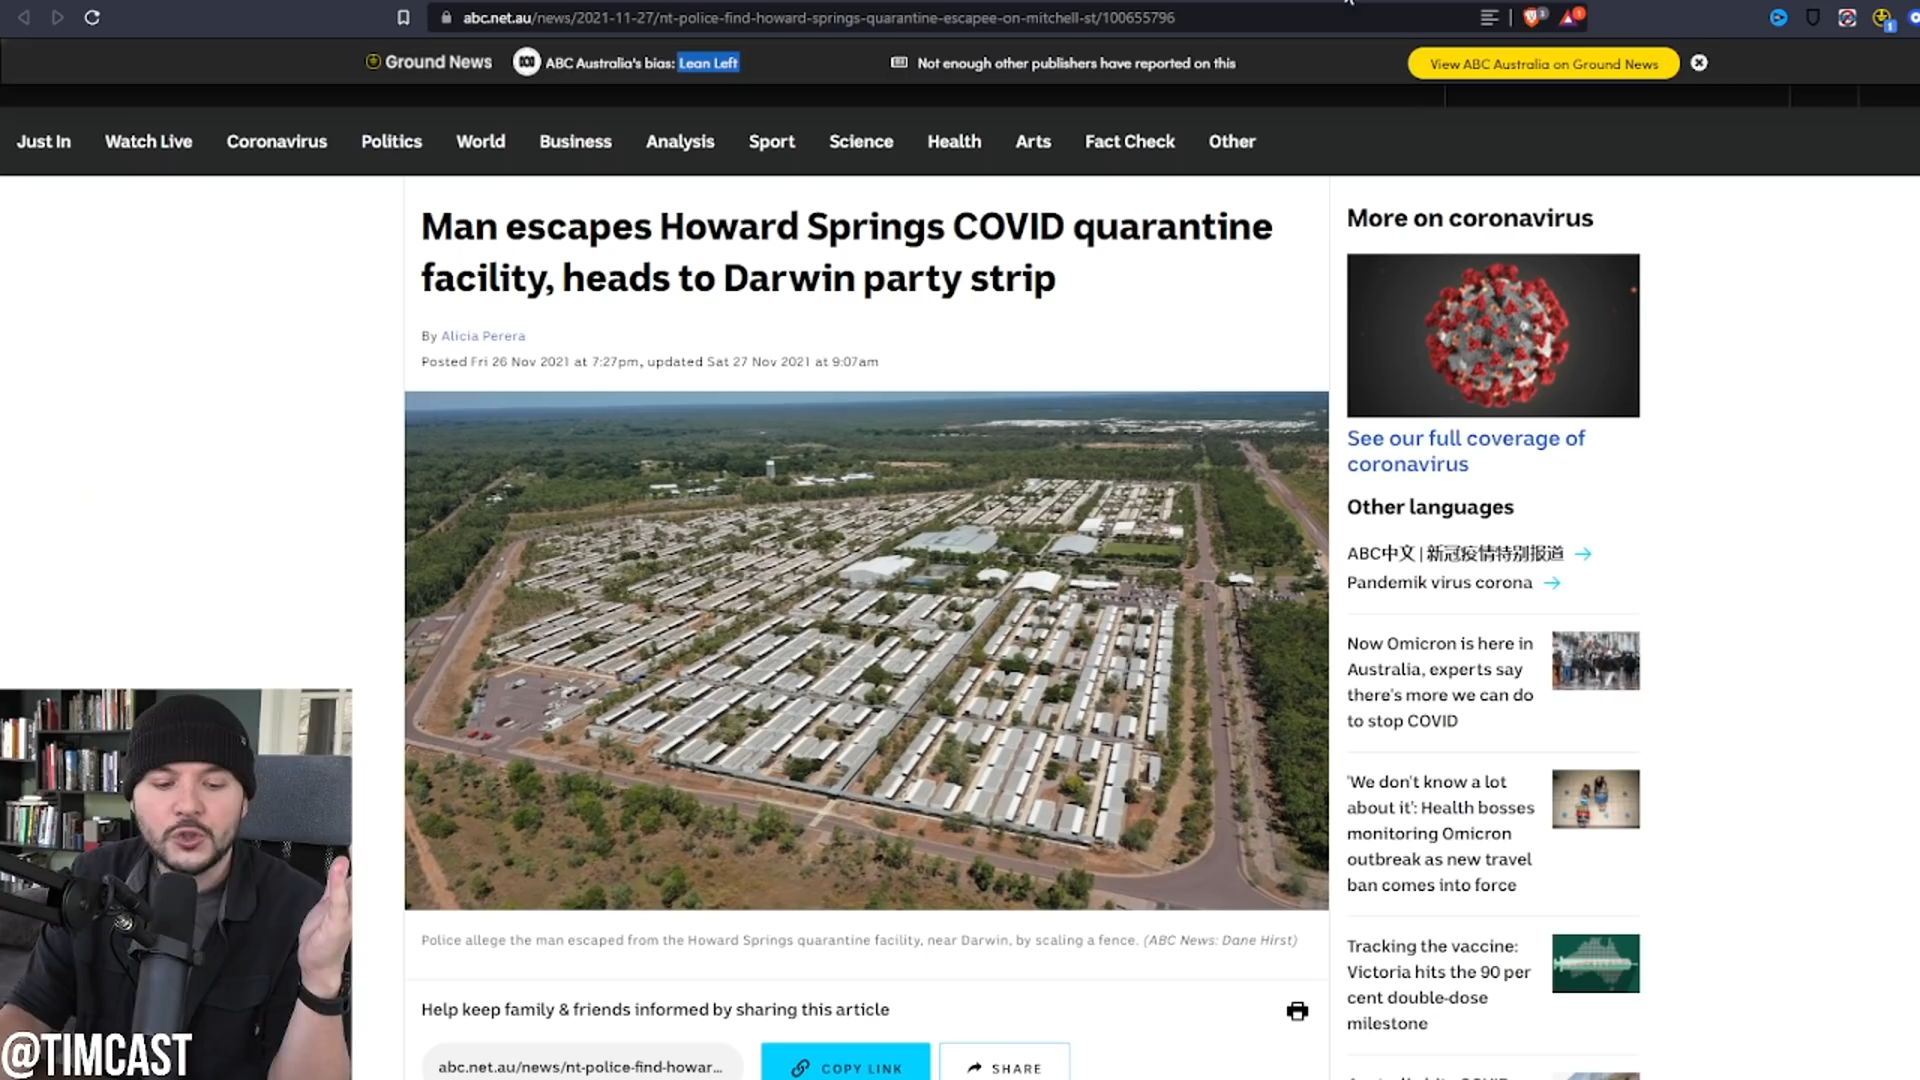 abc.net.au/news/2021-11-27/nt-police-find-howard-springs-quarantine-escapee-on-mitchell-st/100655796
Ground News
ABC Australia's bias: Lean Left
Not enough other publishers have reported on this
View ABC Australia on Ground News
Just In
Watch Live
Coronavirus
Politics
World
Business
Analysis
Sport
Science
Health
Arts
Fact Check
Other
Man escapes Howard Springs COVID quarantine
facility, heads to Darwin party strip
By Alicia Perera
Posted Fri 26 Nov 2021 at 7:27pm, updated Sat 27 Nov 2021 at 9:07am
Police allege the man escaped from the Howard Springs quarantine facility, near Darwin, by scaling a fence. (ABC News: Dane Hirst)
Help keep family & friends informed by sharing this article
abc.net.au/news/nt-police-find-howar...
COPY LINK
SHARE
More on coronavirus
See our full coverage of
coronavirus
Other languages
ABC中文 | 新冠疫情特别报道
Pandemik virus corona
Now Omicron is here in
Australia, experts say
there's more we can do
to stop COVID
'We don't know a lot
about it': Health bosses
monitoring Omicron
outbreak as new travel
ban comes into force
Tracking the vaccine:
Victoria hits the 90 per
cent double-dose
milestone
@TIMCAST